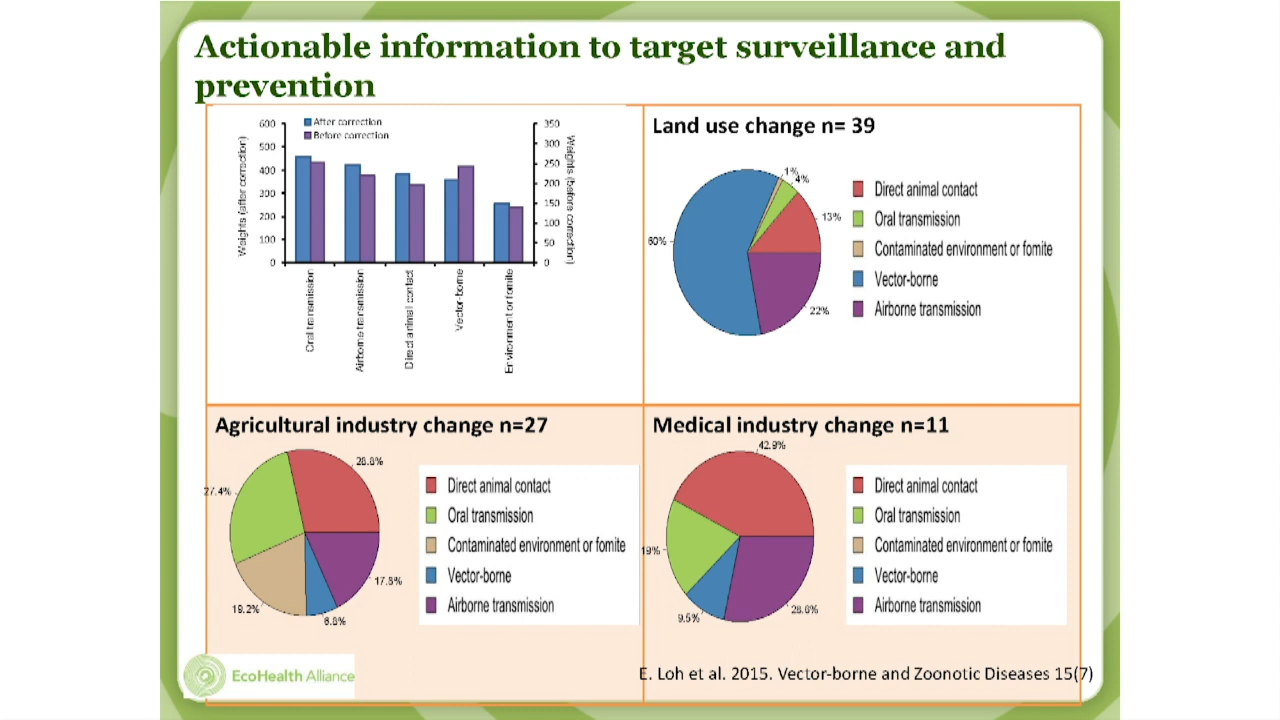 Actionable information to target surveillance and
prevention
After correction
Before correction
Weights (after correction)
600
500
400
300
200
100
0
350
300
250
200
150
100
50
0
Weights (before correction)
Oral transmission
Airborne transmission
Direct animal contact
Vector-borne
Environment or fomite
Land use change n= 39
1%
4%
13%
60%
22%
Direct animal contact
Oral transmission
Contaminated environment or fomite
Vector-borne
Airborne transmission
Agricultural industry change n=27
28.8%
27.4%
17.8%
19.2%
6.8%
Direct animal contact
Oral transmission
Contaminated environment or fomite
Vector-borne
Airborne transmission
Medical industry change n=11
42.9%
19%
9.5%
28.6%
Direct animal contact
Oral transmission
Contaminated environment or fomite
Vector-borne
Airborne transmission
EcoHealth Alliance
E. Loh et al. 2015. Vector-borne and Zoonotic Diseases 15(7)